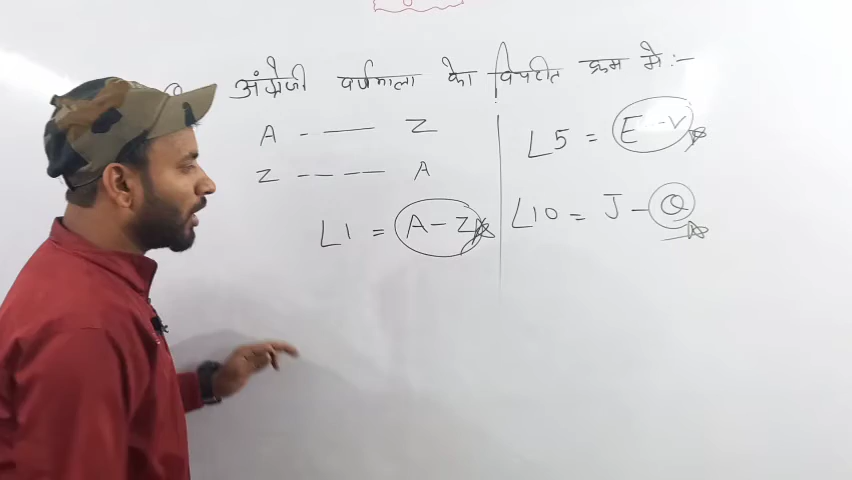 अंग्रेजी वर्णमाला का विपरीत क्रम में :-
A - — Z
Z - - - - A
L1 = A - Z
L5 = E - V
L10 = J - Q